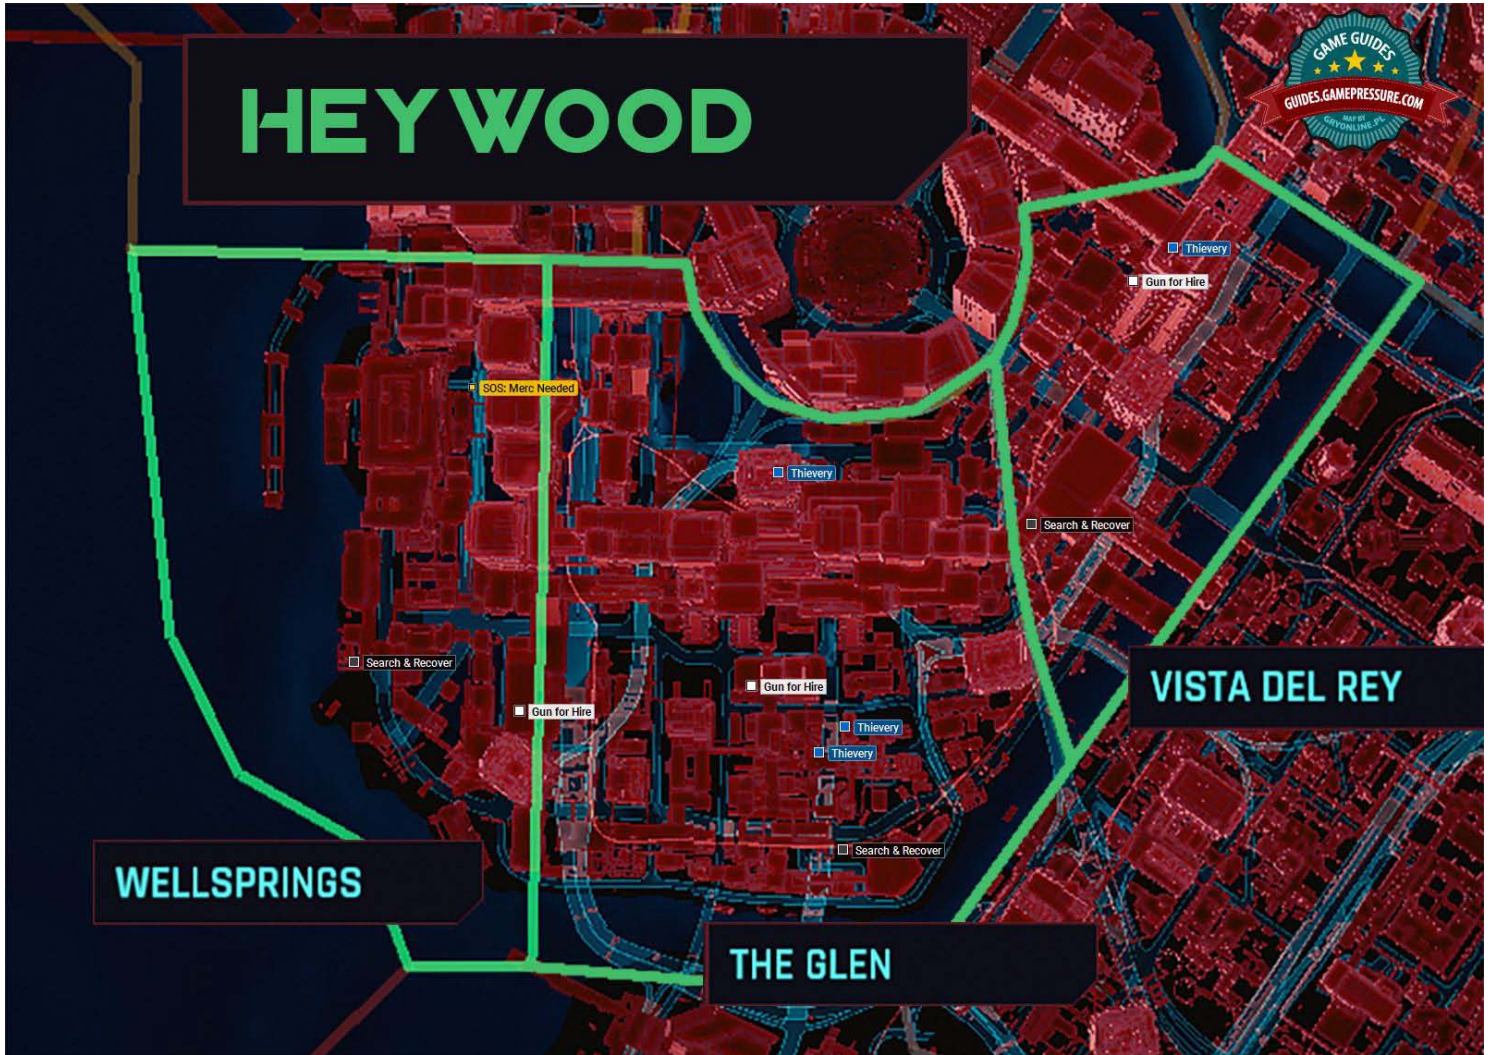 HEYWOOD
GAME GUIDES
GUIDES.GAMEPRESSURE.COM
MAP BY
GRYONLINE.PL
Thievery
Gun for Hire
SOS: Merc Needed
Thievery
Search & Recover
Search & Recover
Gun for Hire
Gun for Hire
Thievery
Thievery
Search & Recover
VISTA DEL REY
WELLSPRINGS
THE GLEN